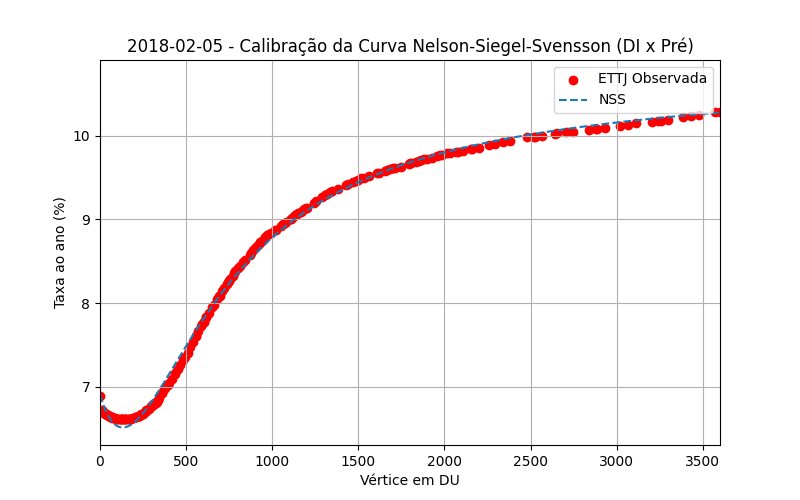 2018-02-05 - Calibração da Curva Nelson-Siegel-Svensson (DI x Pré)
ETTJ Observada
NSS
Taxa ao ano (%)
10
9
8
7
0 500 1000 1500 2000 2500 3000 3500
Vértice em DU